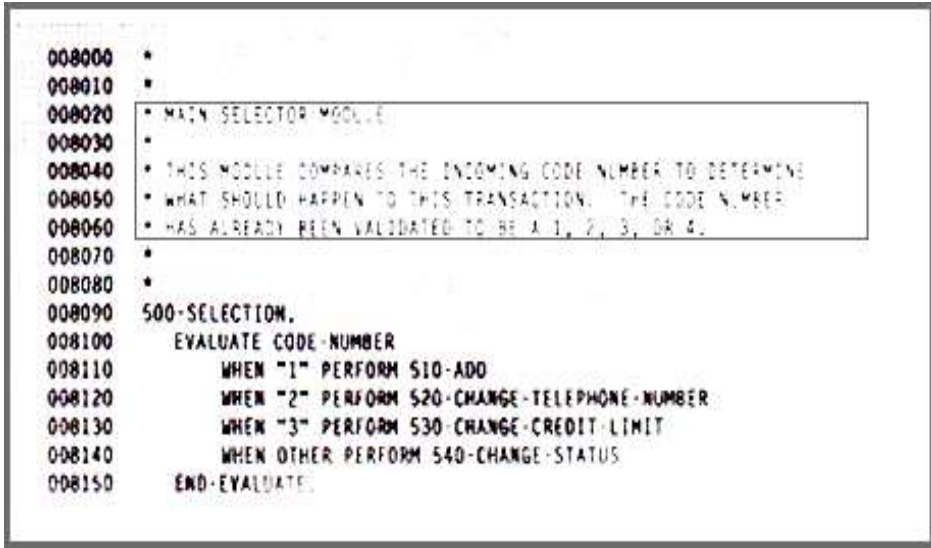 008000 *
008010 *
008020 * MAIN SELECTOR MODULE
008030 *
008040 * THIS MODULE COMPARES THE INCOMING CODE NUMBER TO DETERMINE
008050 * WHAT SHOULD HAPPEN TO THIS TRANSACTION. THE CODE NUMBER
008060 * HAS ALREADY BEEN VALIDATED TO BE A 1, 2, 3, OR 4.
008070 *
008080 *
008090 500-SELECTION.
008100 EVALUATE CODE-NUMBER
008110 WHEN "1" PERFORM 510-ADD
008120 WHEN "2" PERFORM 520-CHANGE-TELEPHONE-NUMBER
008130 WHEN "3" PERFORM 530-CHANGE-CREDIT-LIMIT
008140 WHEN OTHER PERFORM 540-CHANGE-STATUS
008150 END-EVALUATE.